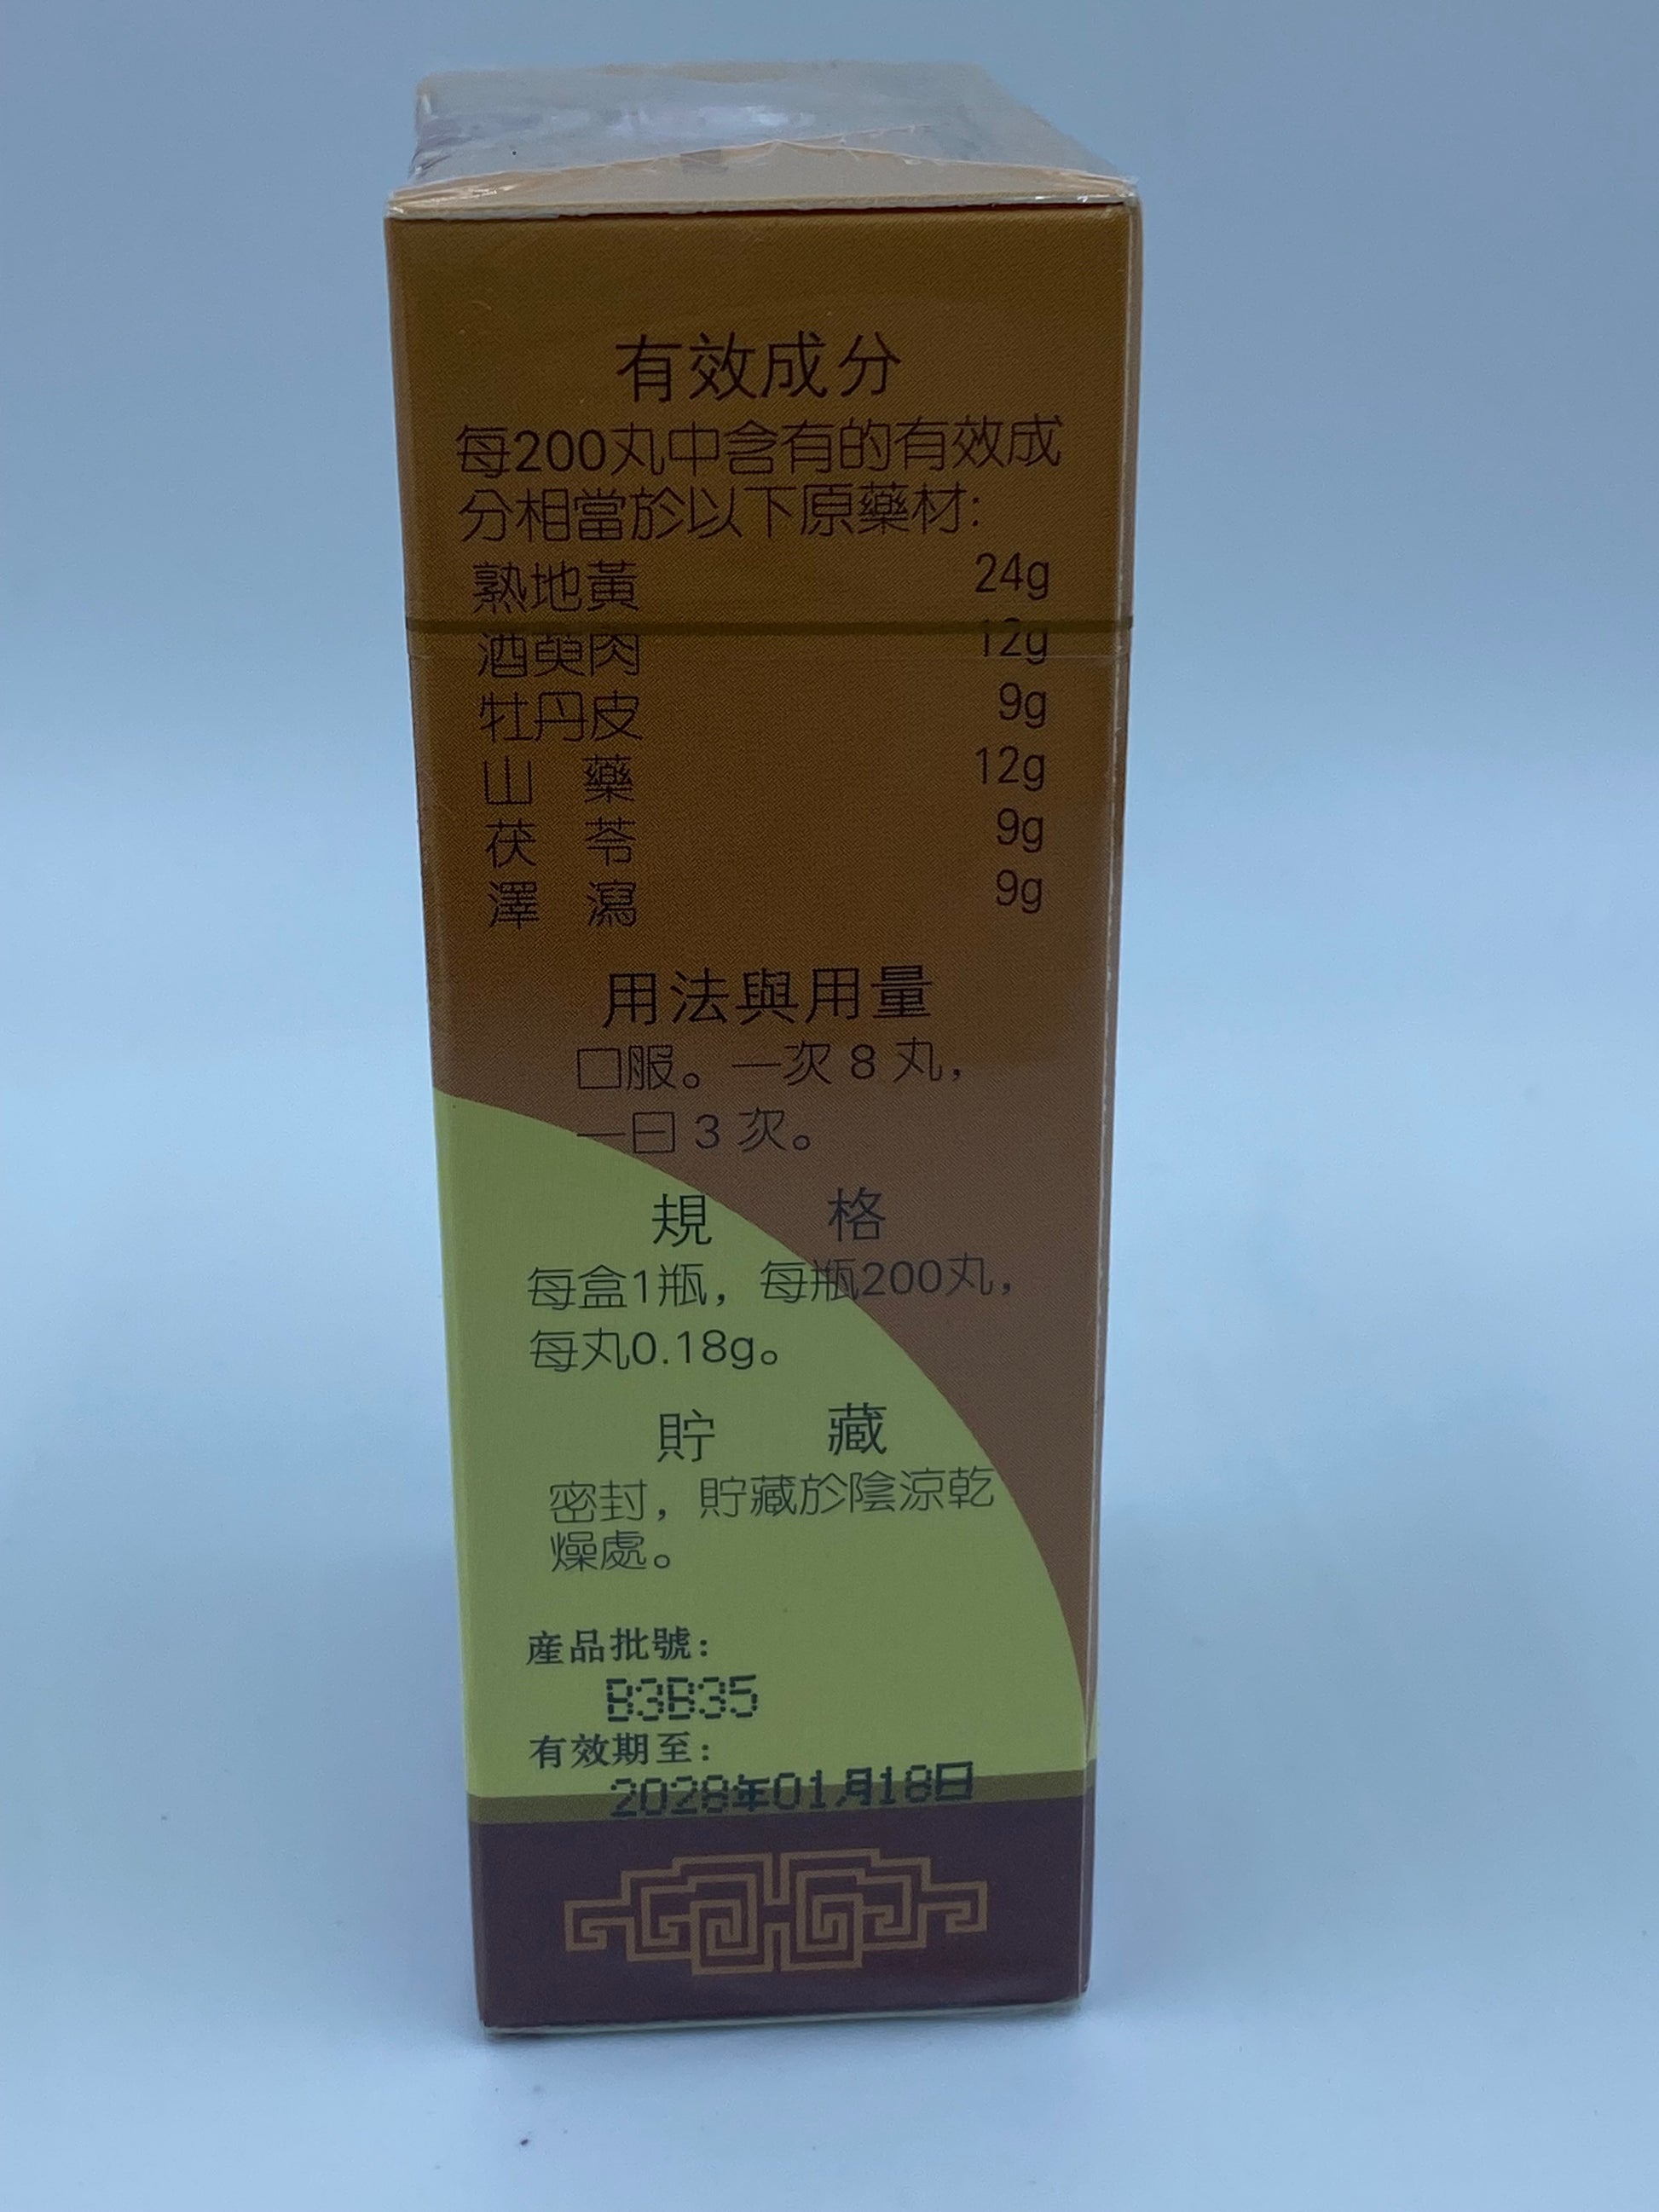 有效成分
每200丸中含有的有效成
分相當於以下原藥材:
熟地黃 24g
酒萸肉 12g
牡丹皮 9g
山 藥 12g
茯 苓 9g
澤 瀉 9g
用法與用量
口服。一次 8 丸，
一日 3 次。
規 格
每盒1瓶，每瓶200丸，
每丸0.18g。
貯 藏
密封，貯藏於陰涼乾
燥處。
産品批號:
B3B35
有效期至:
2028年01月18日